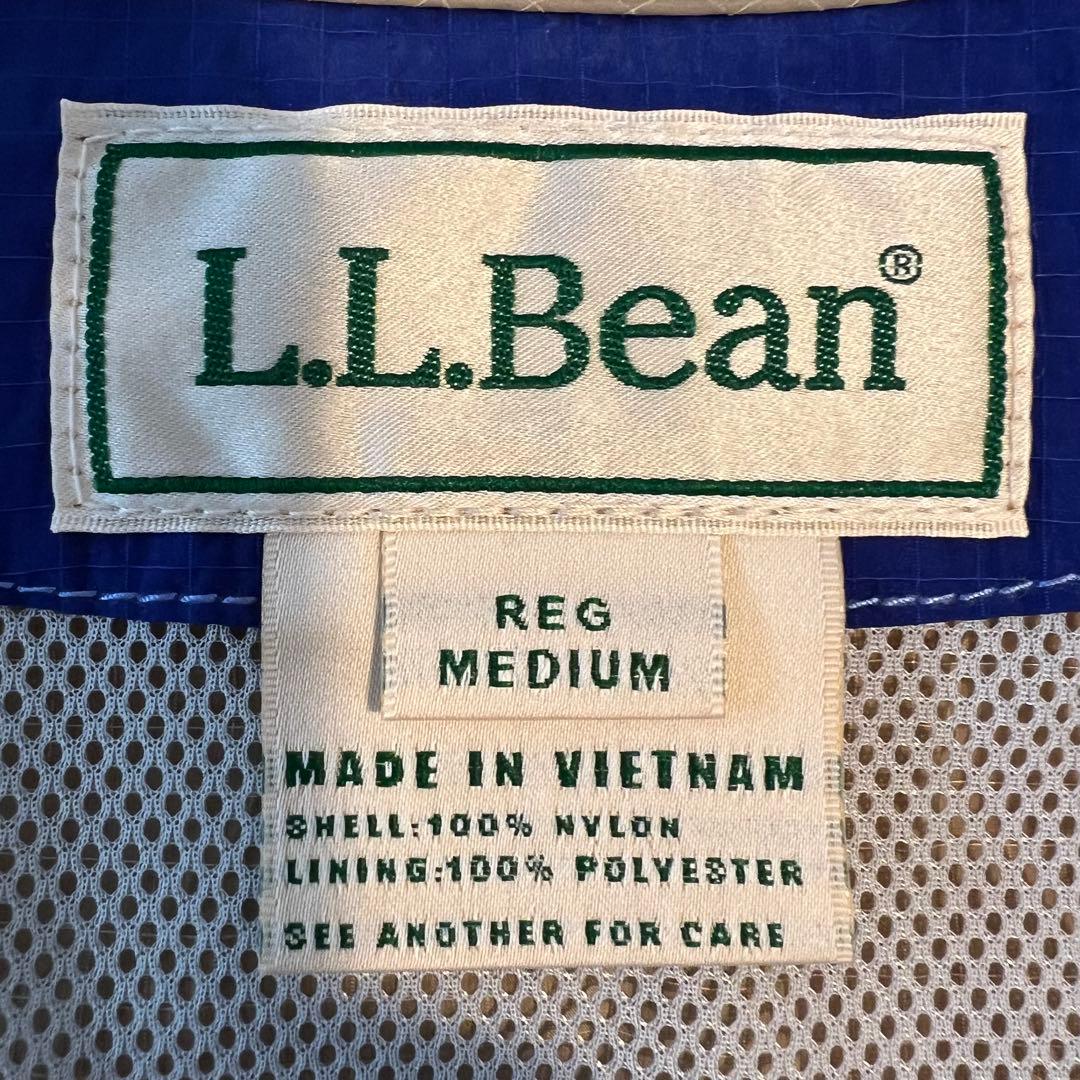 L.L.Bean®
REG
MEDIUM
MADE IN VIETNAM
SHELL:100% NYLON
LINING:100% POLYESTER
SEE ANOTHER FOR CARE